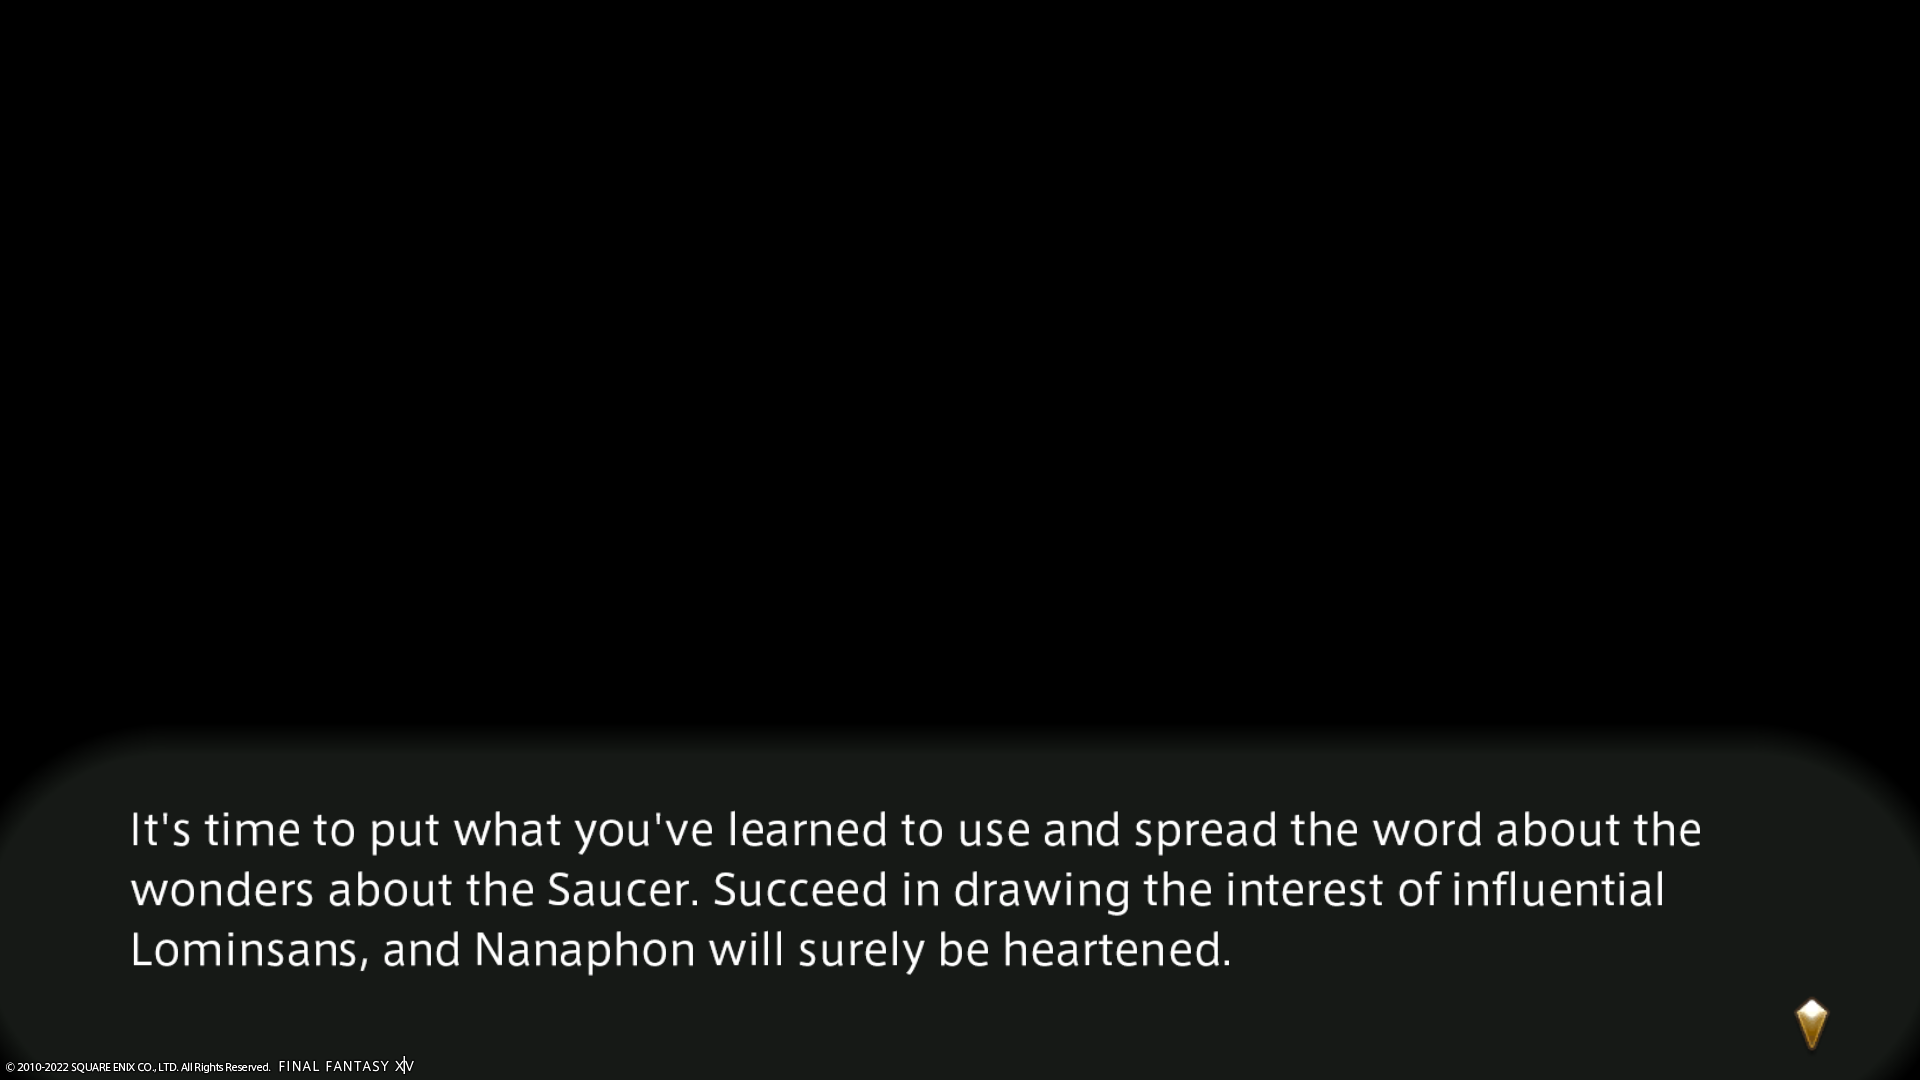 It's time to put what you've learned to use and spread the word about the
wonders about the Saucer. Succeed in drawing the interest of influential
Lominsans, and Nanaphon will surely be heartened.
© 2010-2022 SQUARE ENIX CO., LTD. All Rights Reserved. FINAL FANTASY XIV